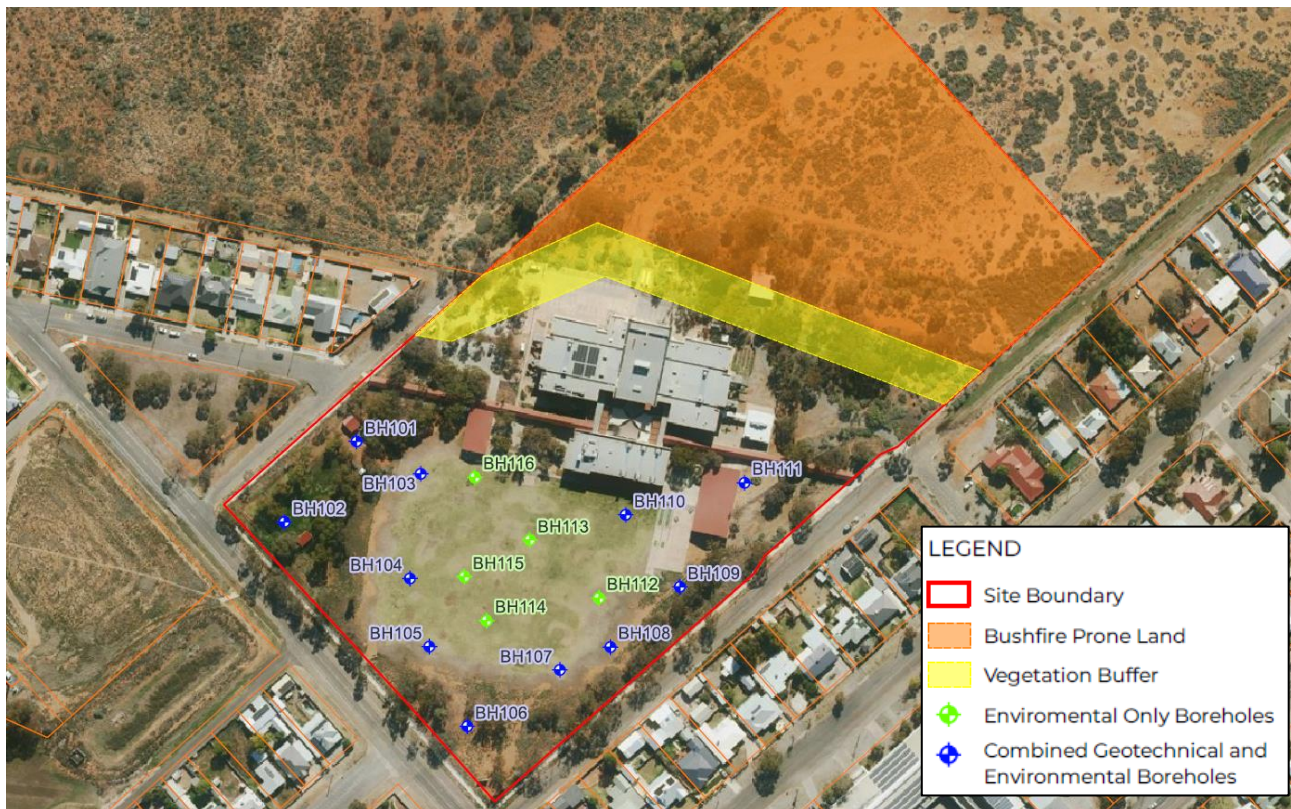 BH101
BH103
BH116
BH111
BH102
BH110
BH113
BH104
BH115
BH112
BH109
BH114
BH105
BH108
BH107
BH106
LEGEND
Site Boundary
Bushfire Prone Land
Vegetation Buffer
Enviromental Only Boreholes
Combined Geotechnical and
Environmental Boreholes